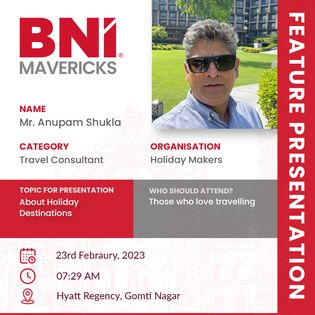 BNI®
MAVERICKS
FEATURE PRESENTATION
NAME
Mr. Anupam Shukla
CATEGORY
Travel Consultant
ORGANISATION
Holiday Makers
TOPIC FOR PRESENTATION
About Holiday
Destinations
WHO SHOULD ATTEND?
Those who love travelling
23rd Febraury, 2023
07:29 AM
Hyatt Regency, Gomti Nagar